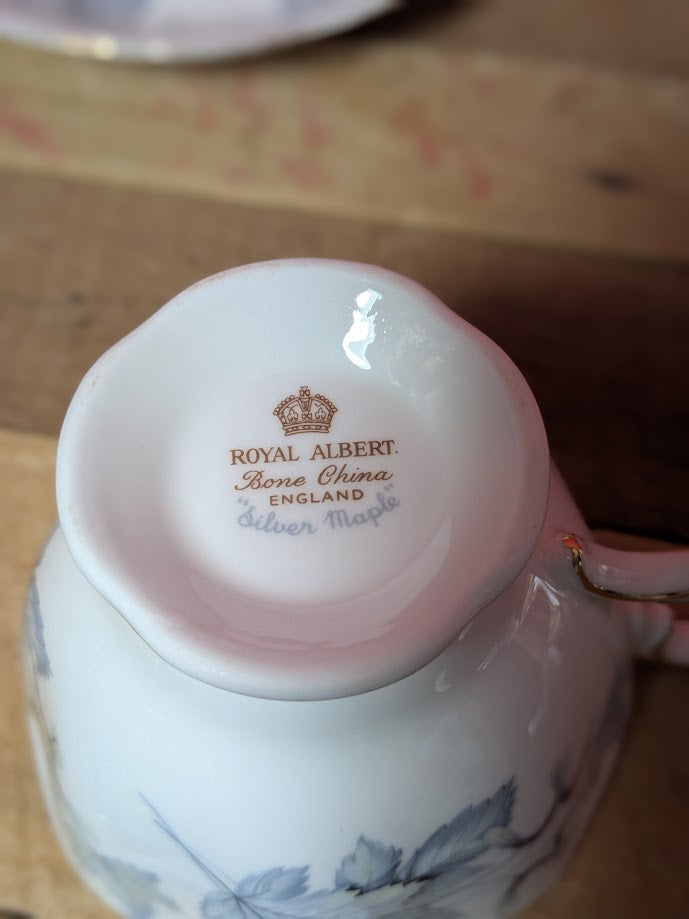 ROYAL ALBERT.
Bone China
ENGLAND
"Silver Maple"